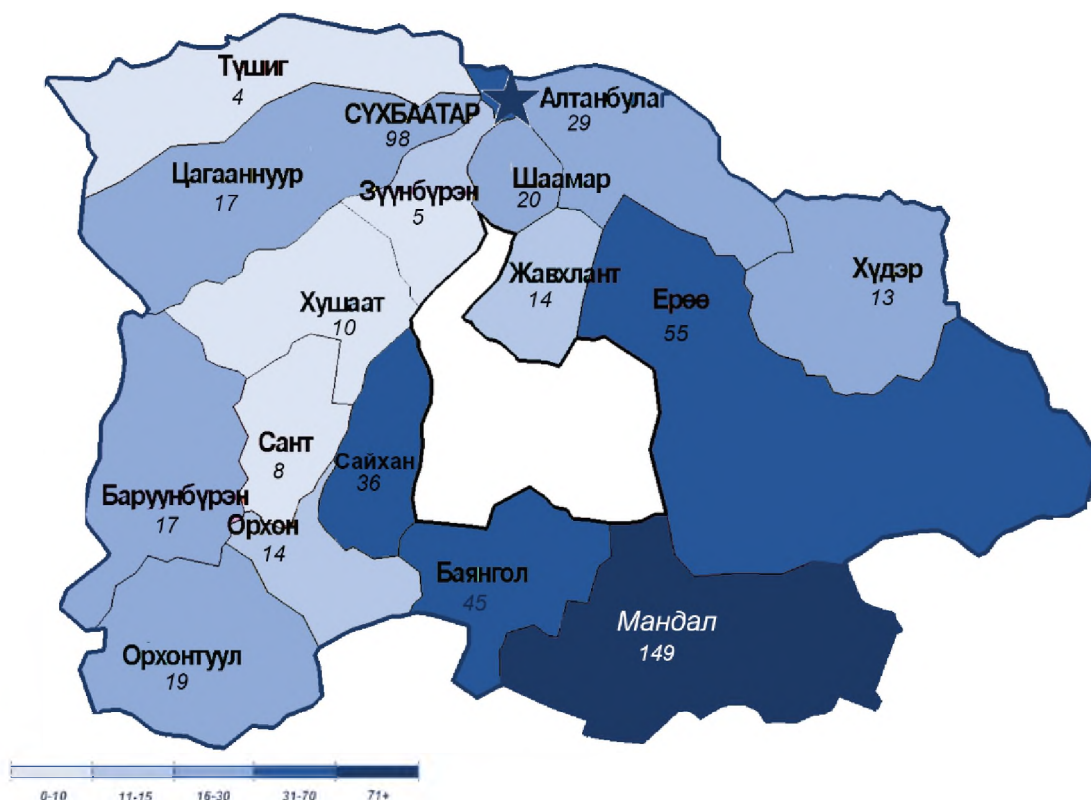 Түшиг
4
СҮХБААТАР
98
Алтанбулаг
29
Цагааннуур
17
Зүүнбүрэн
5
Шаамар
20
Жавхлант
14
Ерөө
55
Хүдэр
13
Хушаат
10
Сант
8
Сайхан
36
Баруунбүрэн
17
Орхон
14
Баянгол
45
Мандал
149
Орхонтуул
19
0-10 11-15 16-30 31-70 71+